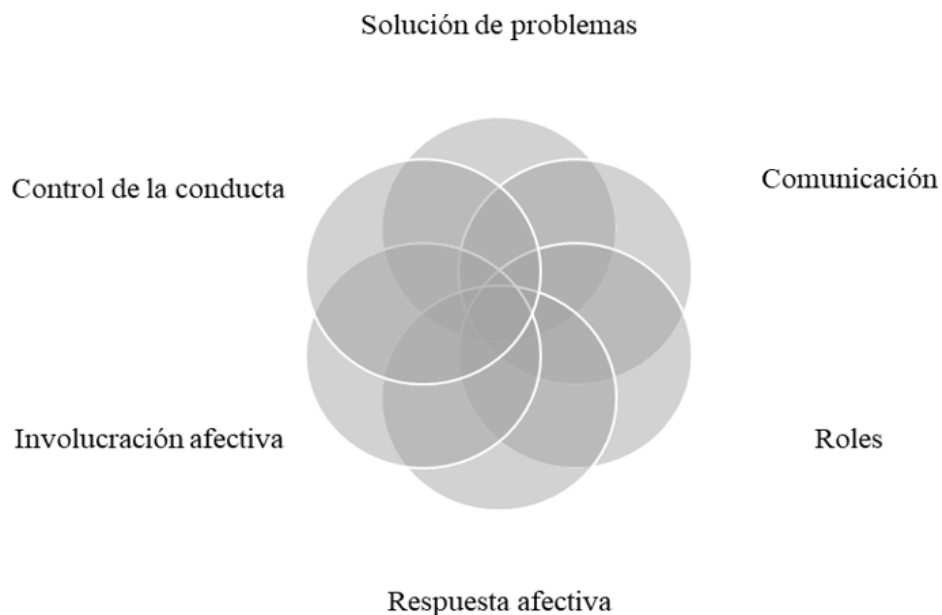 Solución de problemas
Control de la conducta
Comunicación
Involucración afectiva
Roles
Respuesta afectiva